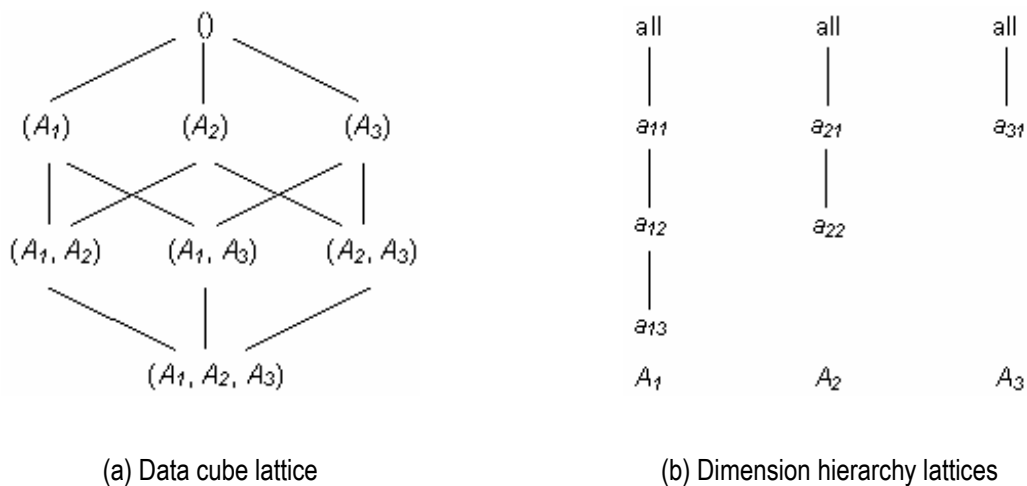 ()
(A1) (A2) (A3)
(A1, A2) (A1, A3) (A2, A3)
(A1, A2, A3)
(a) Data cube lattice
all all all
a11 a21 a31
a12 a22
a13
A1 A2 A3
(b) Dimension hierarchy lattices